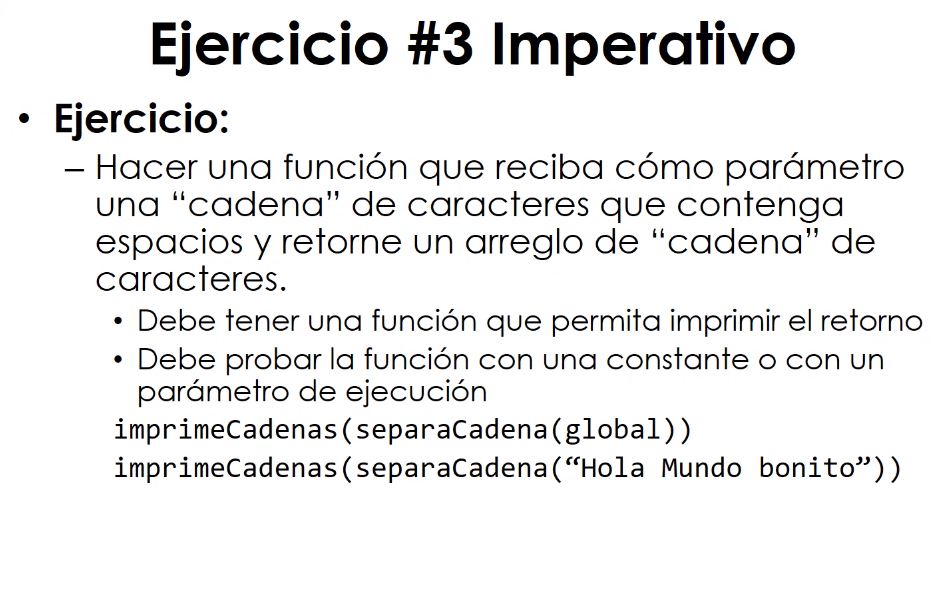 Ejercicio #3 Imperativo
• Ejercicio:
– Hacer una función que reciba cómo parámetro
una “cadena” de caracteres que contenga
espacios y retorne un arreglo de “cadena” de
caracteres.
• Debe tener una función que permita imprimir el retorno
• Debe probar la función con una constante o con un
parámetro de ejecución
imprimeCadenas(separaCadena(global))
imprimeCadenas(separaCadena(“Hola Mundo bonito”))